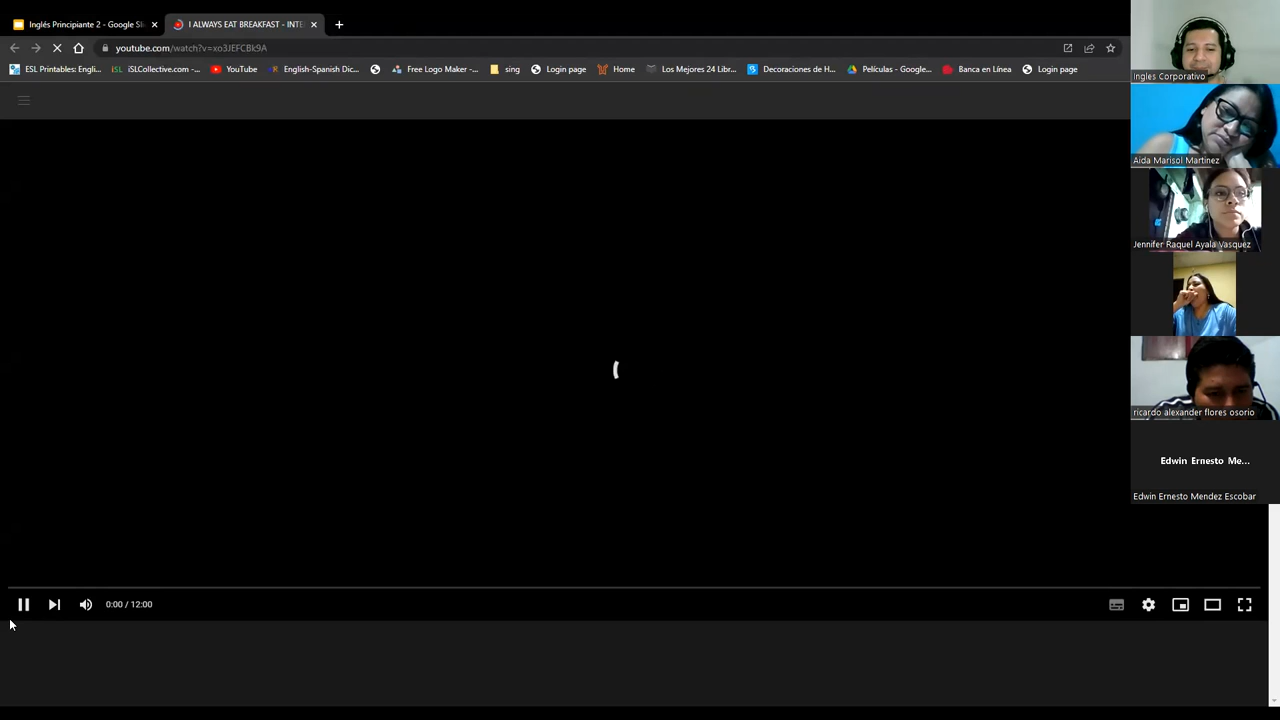 Inglés Principiante 2 - Google Sli
I ALWAYS EAT BREAKFAST - INTE
youtube.com/watch?v=xo3JEFCBk9A
ESL Printables: Engli...
iSL
iSLCollective.com -...
YouTube
English-Spanish Dic...
Free Logo Maker -...
sing
Login page
Home
Los Mejores 24 Libr...
Decoraciones de H...
Películas - Google...
Banca en Línea
Login page
Ingles Corporativo
Aida Marisol Martinez
Jennifer Raquel Ayala Vasquez
ricardo alexander flores osorio
Edwin Ernesto Me...
Edwin Ernesto Mendez Escobar
0:00 / 12:00